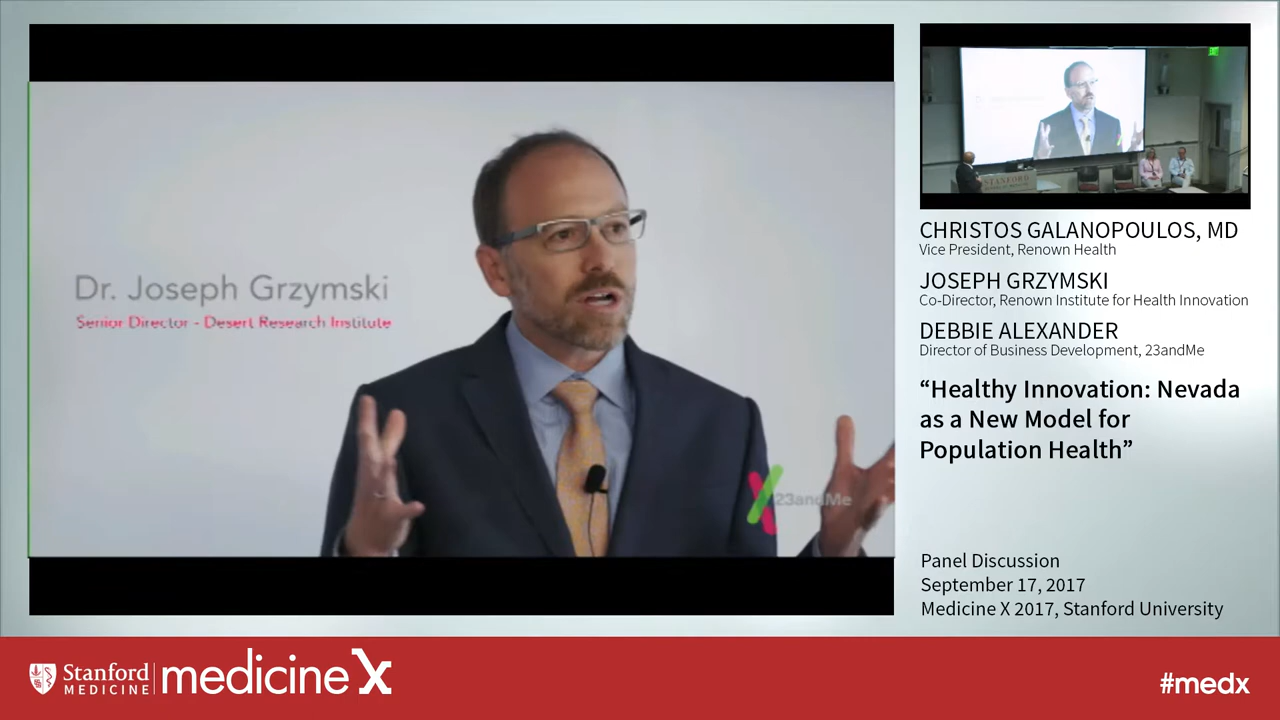 Dr. Joseph Grzymski
Senior Director - Desert Research Institute
23andMe
STANFORD
CHRISTOS GALANOPOULOS, MD
Vice President, Renown Health
JOSEPH GRZYMSKI
Co-Director, Renown Institute for Health Innovation
DEBBIE ALEXANDER
Director of Business Development, 23andMe
“Healthy Innovation: Nevada
as a New Model for
Population Health”
Panel Discussion
September 17, 2017
Medicine X 2017, Stanford University
Stanford
MEDICINE
medicineX
#medx